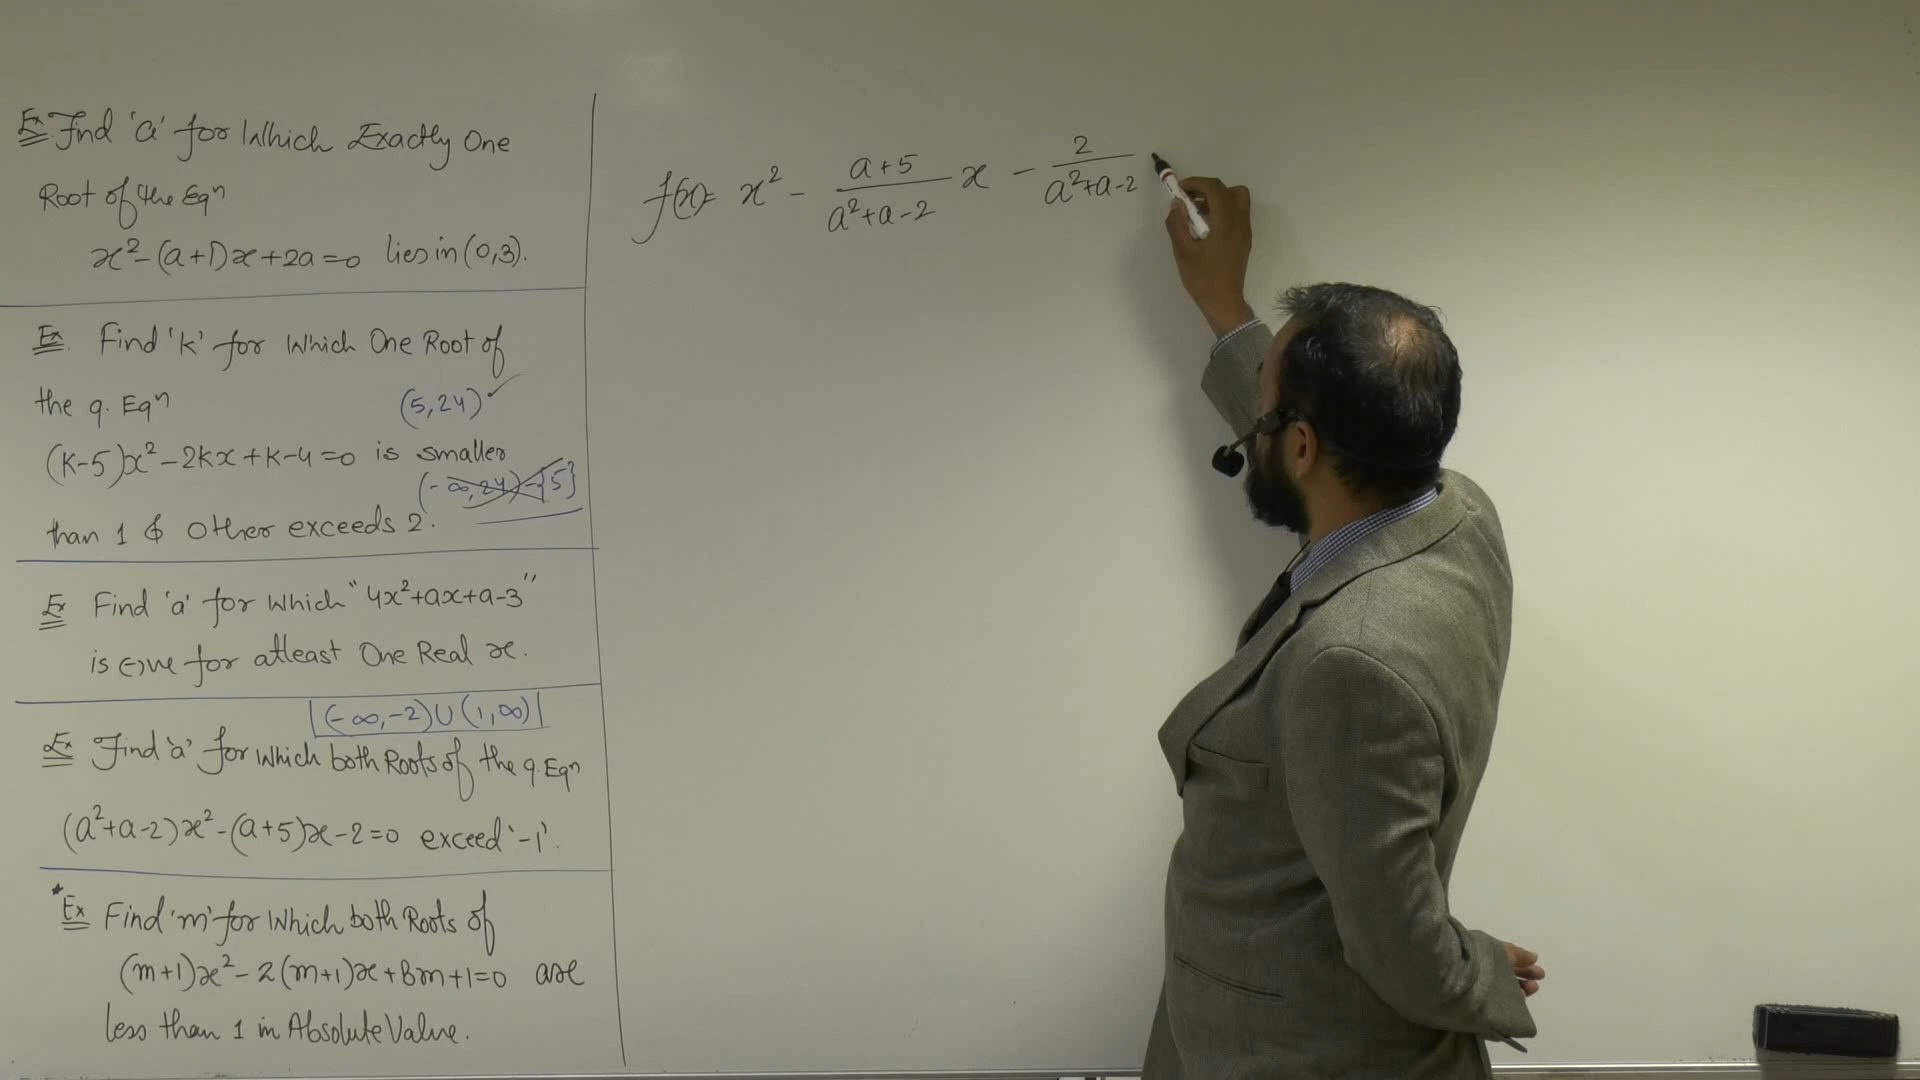 Ex. Find 'a' for Which Exactly One
Root of the Eqⁿ
x²-(a+1)x+2a=0 lies in (0,3).
Ex. Find 'k' for Which One Root of
the q. Eqⁿ (5,24) ✓
(k-5)x²-2kx+k-4=0 is smaller
(-∞,24)-{5}
than 1 & Other exceeds 2.
Ex Find 'a' for Which "4x²+ax+a-3"
is (-)ve for atleast One Real x.
(-∞,-2)∪(1,∞)
Ex Find 'a' for Which both Roots of the q. Eqⁿ
(a²+a-2)x²-(a+5)x-2=0 exceed '-1'.
*Ex Find 'm' for Which both Roots of
(m+1)x²-2(m+1)x+8m+1=0 are
less than 1 in Absolute Value.
f(x)= x² - (a+5)/(a²+a-2) x - 2/(a²+a-2)